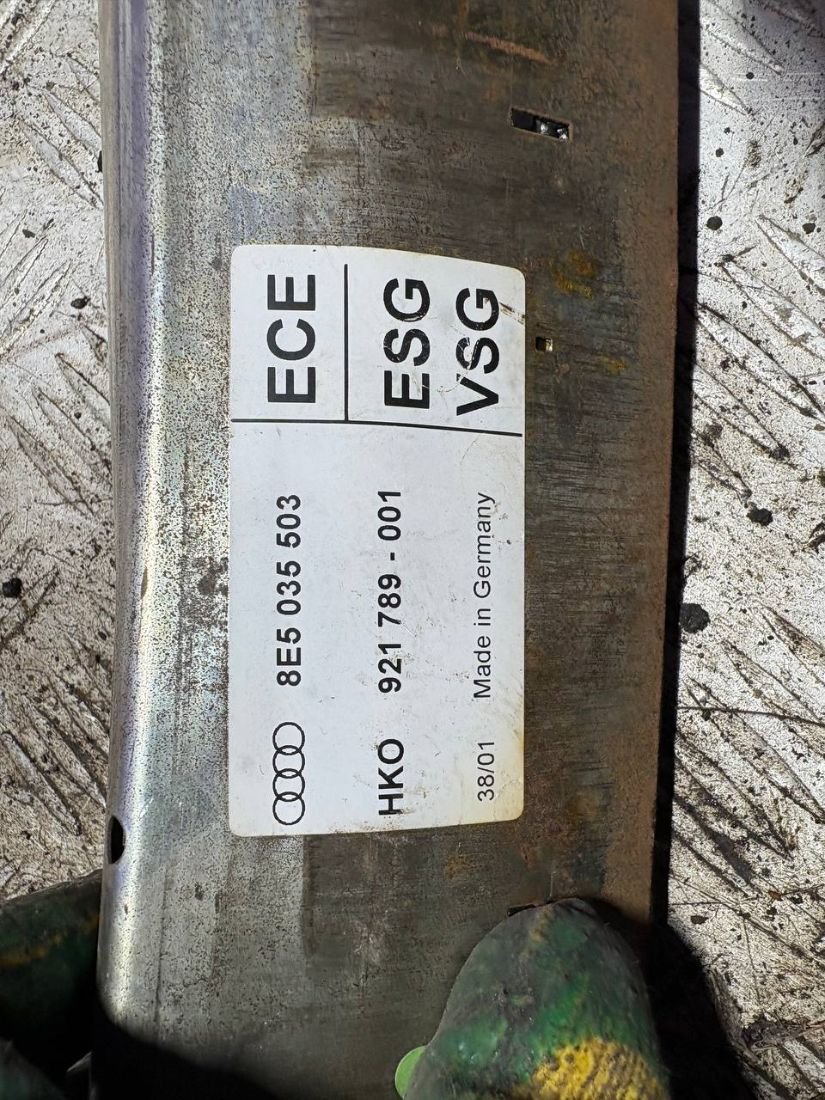 8E5 035 503
HKO 921 789 - 001
38/01 Made in Germany
ECE
ESG
VSG